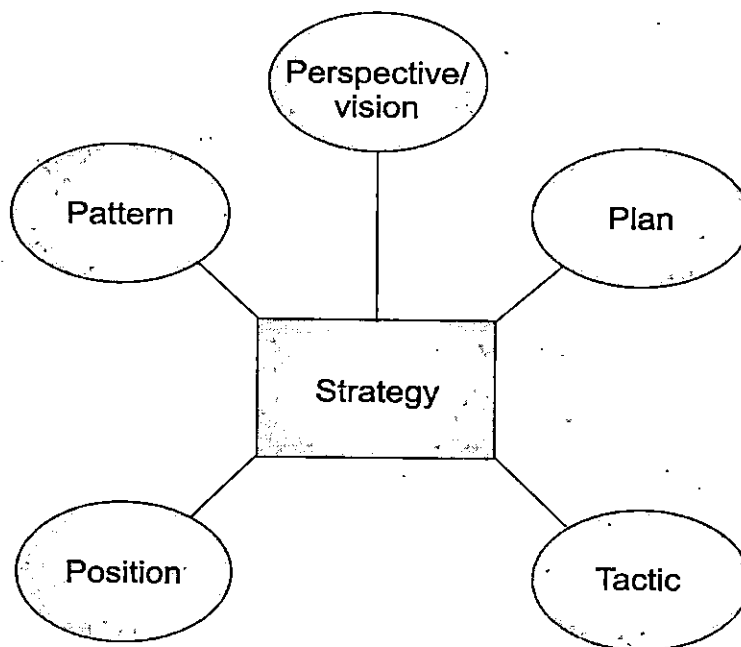 Perspective/
vision
Pattern
Plan
Strategy
Position
Tactic